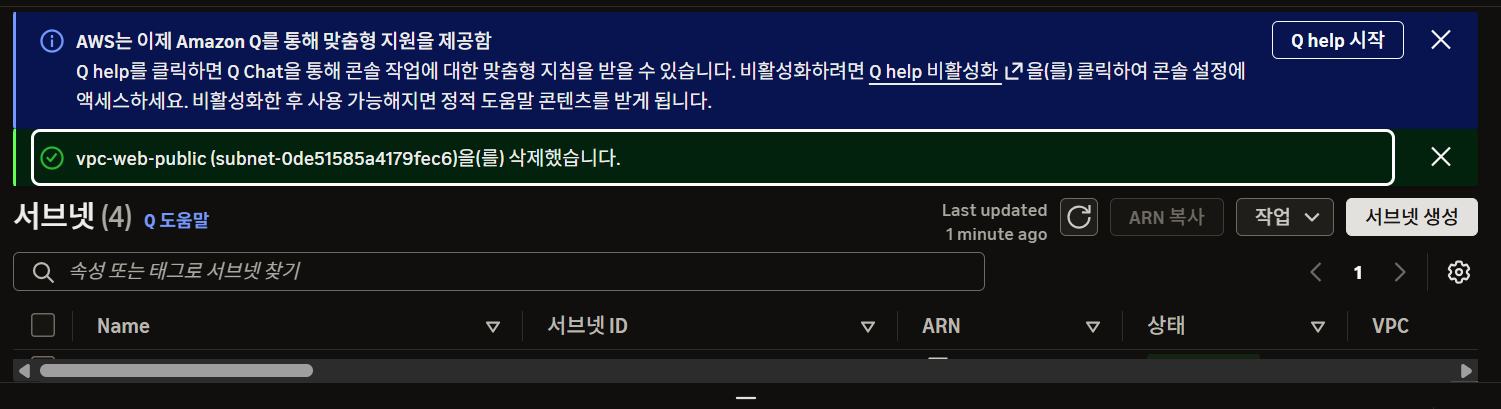 AWS는 이제 Amazon Q를 통해 맞춤형 지원을 제공함
Q help 시작
Q help를 클릭하면 Q Chat을 통해 콘솔 작업에 대한 맞춤형 지침을 받을 수 있습니다. 비활성화하려면 Q help 비활성화 을(를) 클릭하여 콘솔 설정에
액세스하세요. 비활성화한 후 사용 가능해지면 정적 도움말 콘텐츠를 받게 됩니다.
vpc-web-public (subnet-0de51585a4179fec6)을(를) 삭제했습니다.
서브넷 (4) Q 도움말
Last updated
1 minute ago
ARN 복사
작업
서브넷 생성
속성 또는 태그로 서브넷 찾기
1
Name 서브넷 ID ARN 상태 VPC